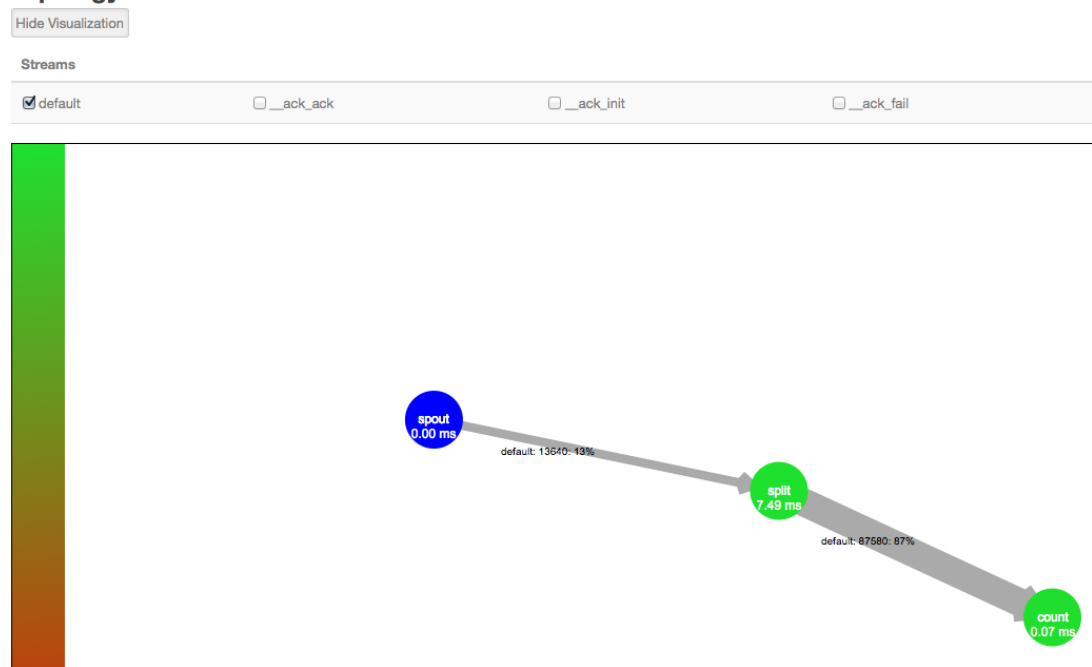 Hide Visualization
Streams
default
__ack_ack
__ack_init
__ack_fail
spout
0.00 ms
default: 13640: 13%
split
7.49 ms
default: 87580: 87%
count
0.07 ms